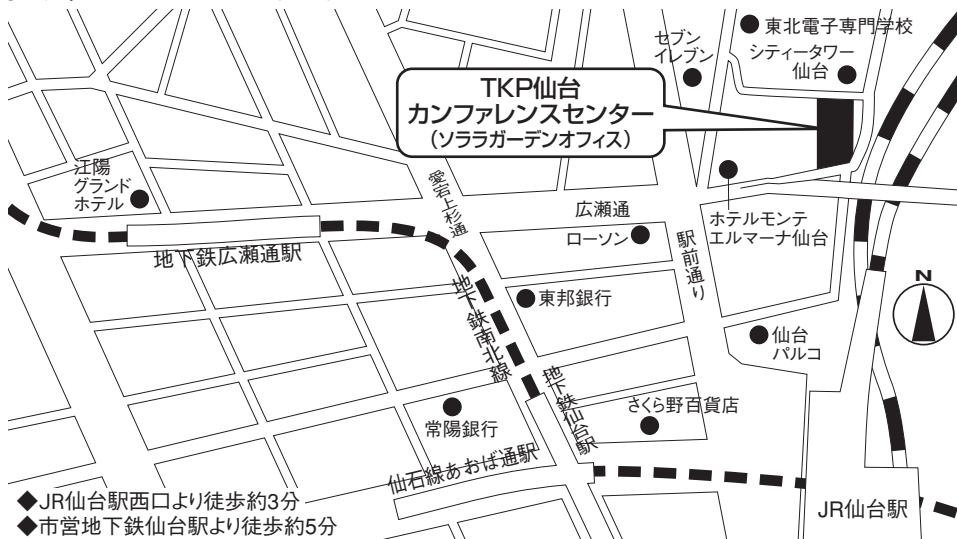 東北電子専門学校
セブン
イレブン
シティータワー
仙台
TKP仙台
カンファレンスセンター
（ソララガーデンオフィス）
江陽
グランド
ホテル
愛宕上杉通
広瀬通
ホテルモンテ
エルマーナ仙台
ローソン
駅前通り
地下鉄広瀬通駅
N
地下鉄南北線
東邦銀行
仙台
パルコ
地下鉄仙台駅
さくら野百貨店
常陽銀行
仙石線あおば通駅
◆JR仙台駅西口より徒歩約3分
◆市営地下鉄仙台駅より徒歩約5分
JR仙台駅